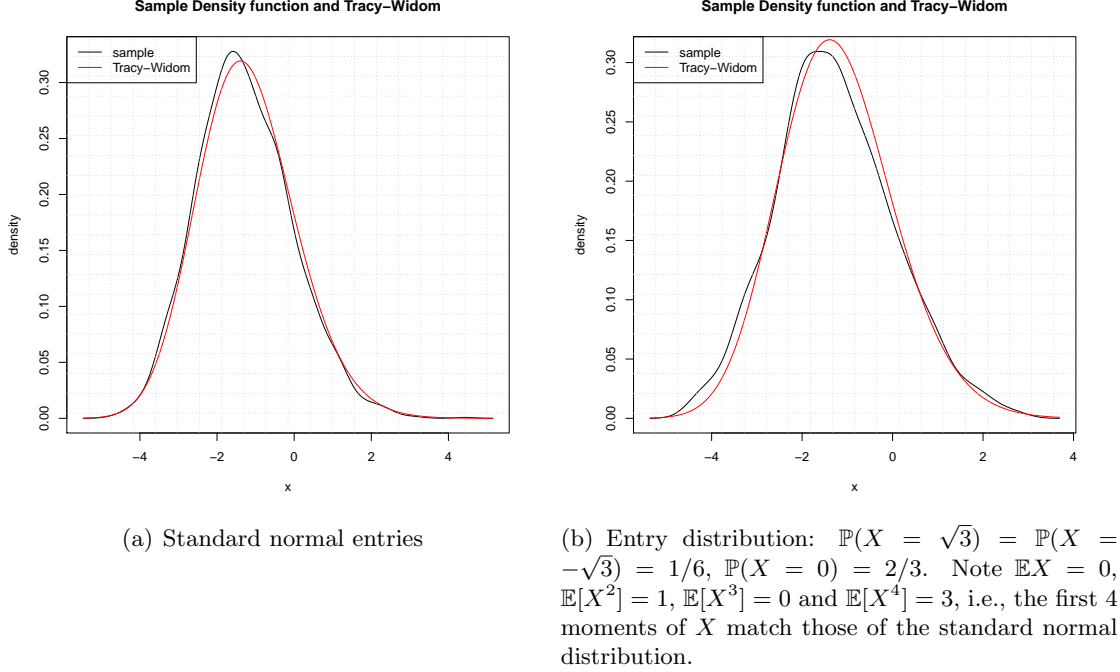 Sample Density function and Tracy−Widom
sample
Tracy−Widom
density
0.00
0.05
0.10
0.15
0.20
0.25
0.30
−4
−2
0
2
4
x
(a) Standard normal entries
Sample Density function and Tracy−Widom
sample
Tracy−Widom
density
0.00
0.05
0.10
0.15
0.20
0.25
0.30
−4
−2
0
2
4
x
(b) Entry distribution: ℙ(X = √3) = ℙ(X =
−√3) = 1/6, ℙ(X = 0) = 2/3. Note 𝔼X = 0,
𝔼[X²] = 1, 𝔼[X³] = 0 and 𝔼[X⁴] = 3, i.e., the first 4
moments of X match those of the standard normal
distribution.